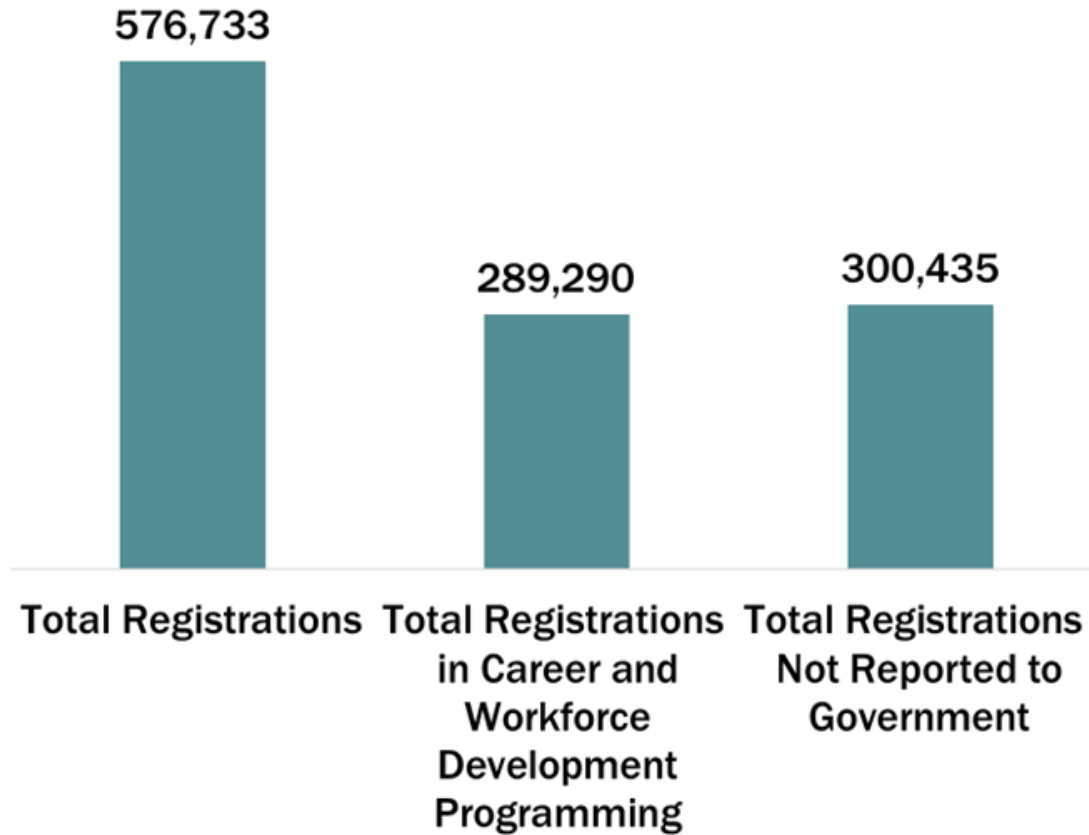 576,733
289,290
300,435
Total Registrations
Total Registrations
in Career and
Workforce
Development
Programming
Total Registrations
Not Reported to
Government